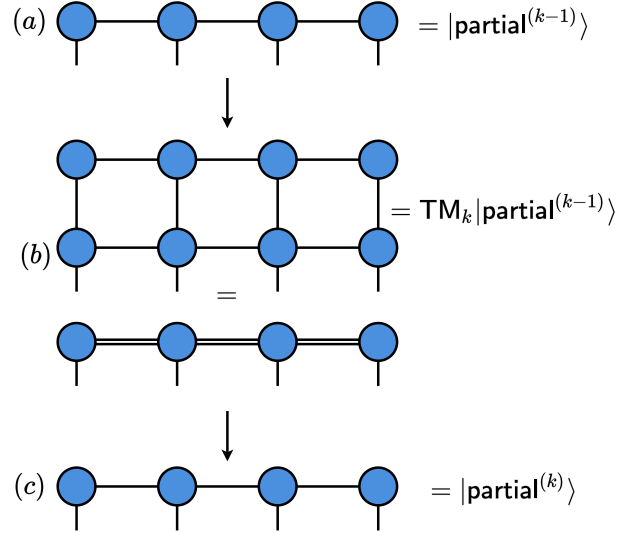 (a) = |partial^{(k-1)}⟩
= TM_k|partial^{(k-1)}⟩
(b)
=
(c) = |partial^{(k)}⟩